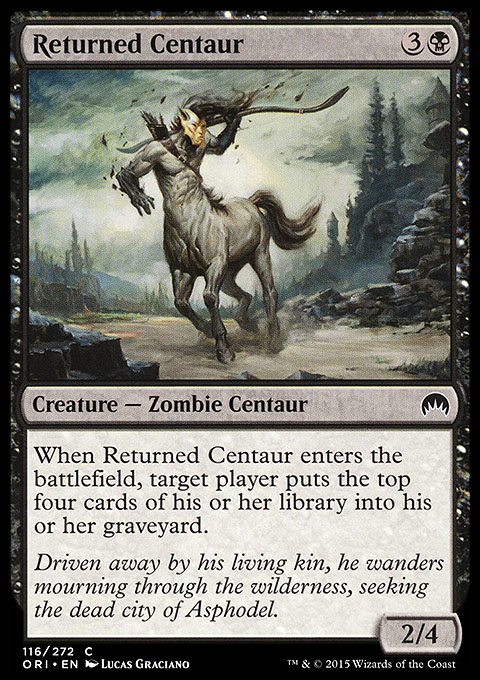 Returned Centaur 3
Creature — Zombie Centaur
When Returned Centaur enters the
battlefield, target player puts the top
four cards of his or her library into his
or her graveyard.
Driven away by his living kin, he wanders
mourning through the wilderness, seeking
the dead city of Asphodel.
2/4
116/272 C
ORI • EN Lucas Graciano
™ & © 2015 Wizards of the Coast